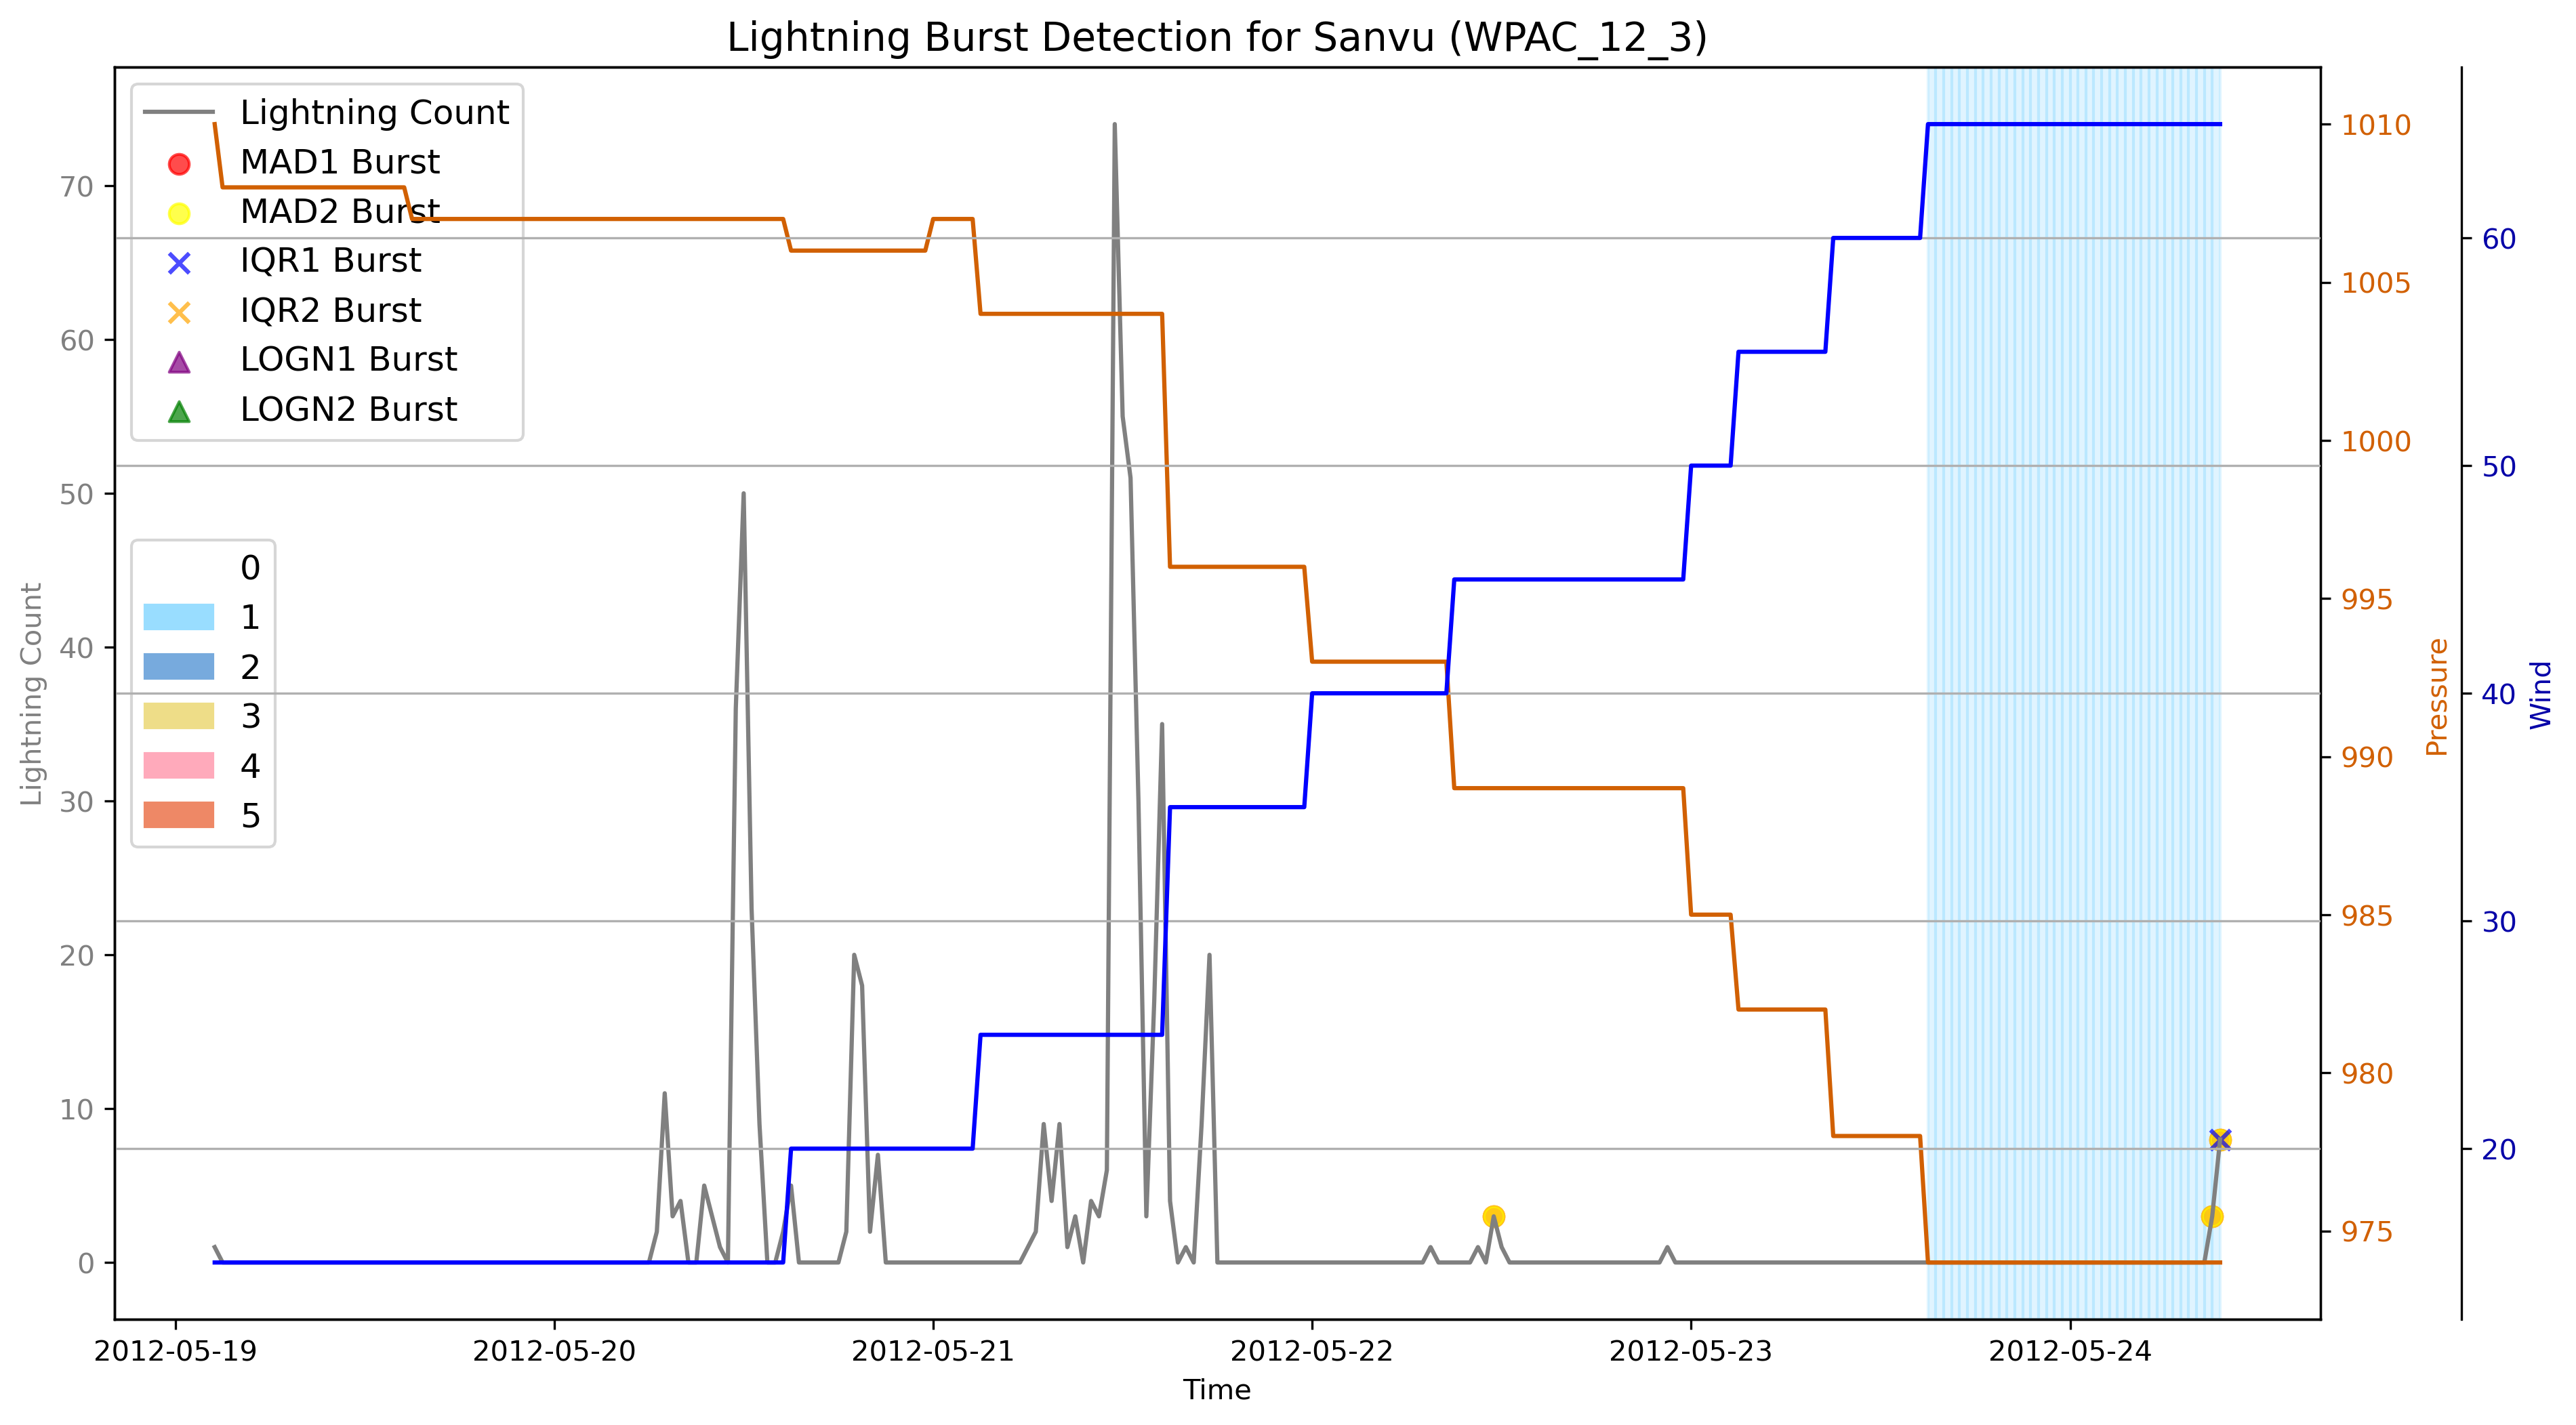 Lightning Burst Detection for Sanvu (WPAC_12_3)
Lightning Count
MAD1 Burst
MAD2 Burst
IQR1 Burst
IQR2 Burst
LOGN1 Burst
LOGN2 Burst
0
1
2
3
4
5
Lightning Count
70
60
50
40
30
20
10
0
1010
1005
1000
995
990
985
980
975
Pressure
60
50
40
30
20
Wind
2012-05-19 2012-05-20 2012-05-21 2012-05-22 2012-05-23 2012-05-24
Time